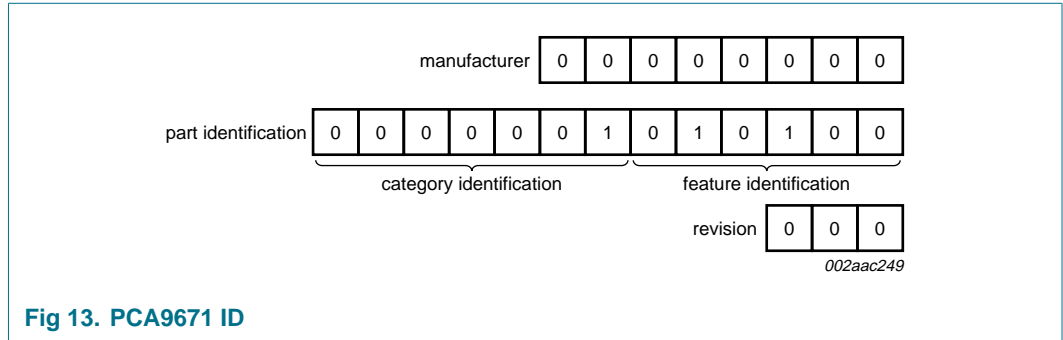 manufacturer 0 0 0 0 0 0 0 0
part identification 0 0 0 0 0 0 1 0 1 0 1 0 0
category identification feature identification
revision 0 0 0
002aac249
Fig 13. PCA9671 ID